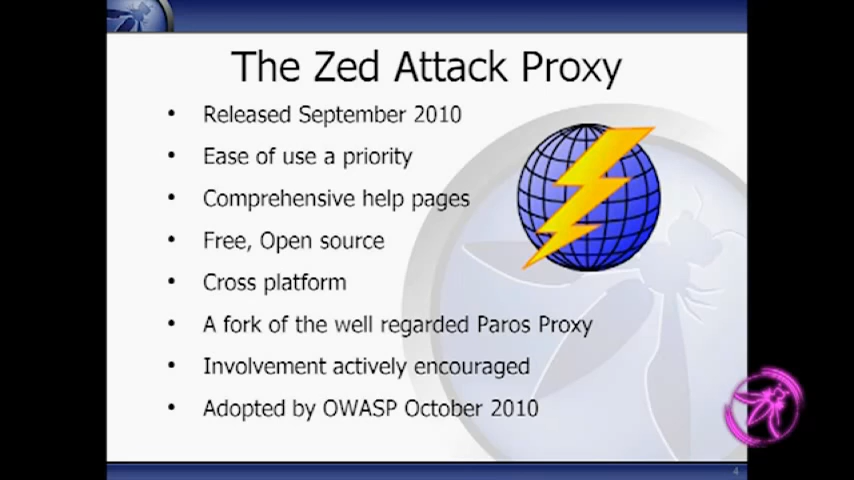 The Zed Attack Proxy
• Released September 2010
• Ease of use a priority
• Comprehensive help pages
• Free, Open source
• Cross platform
• A fork of the well regarded Paros Proxy
• Involvement actively encouraged
• Adopted by OWASP October 2010
4